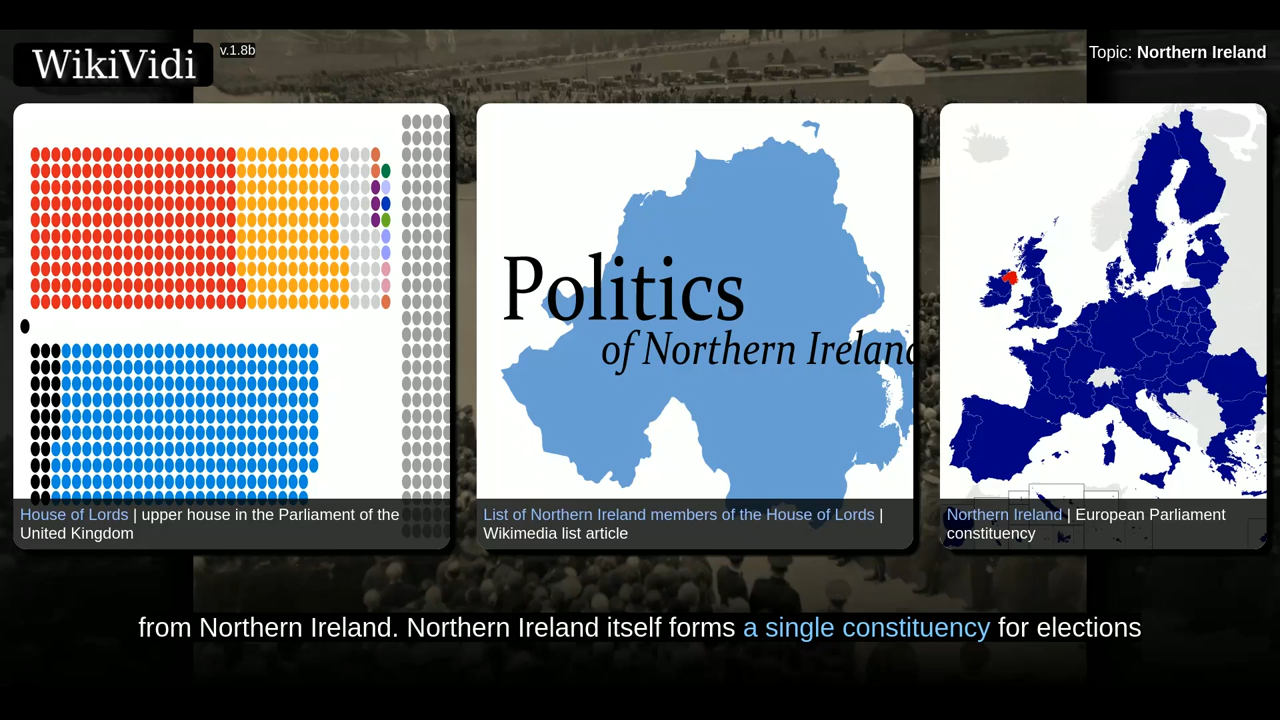 WikiVidi
v.1.8b
Topic: Northern Ireland
Politics
of Northern Ireland
House of Lords | upper house in the Parliament of the
United Kingdom
List of Northern Ireland members of the House of Lords |
Wikimedia list article
Northern Ireland | European Parliament
constituency
from Northern Ireland. Northern Ireland itself forms a single constituency for elections